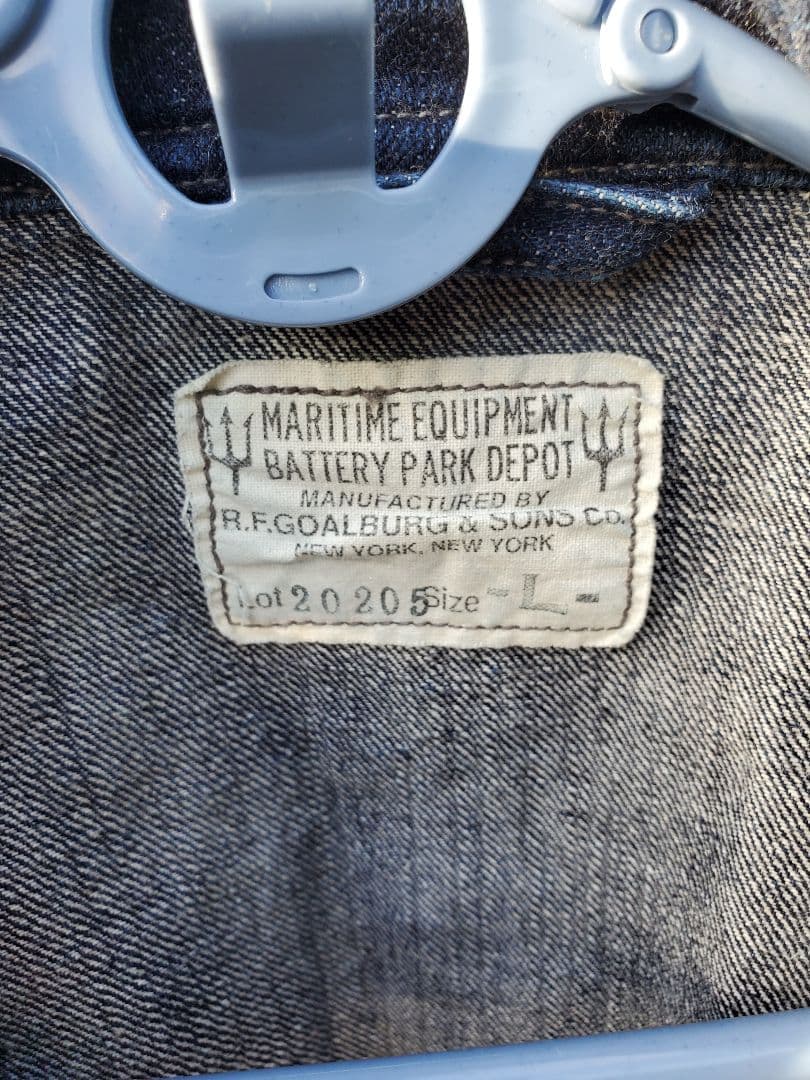 MARITIME EQUIPMENT
BATTERY PARK DEPOT
MANUFACTURED BY
R.F.GOALBURG & SONS Co.
NEW YORK, NEW YORK
Lot 20205 Size -L-